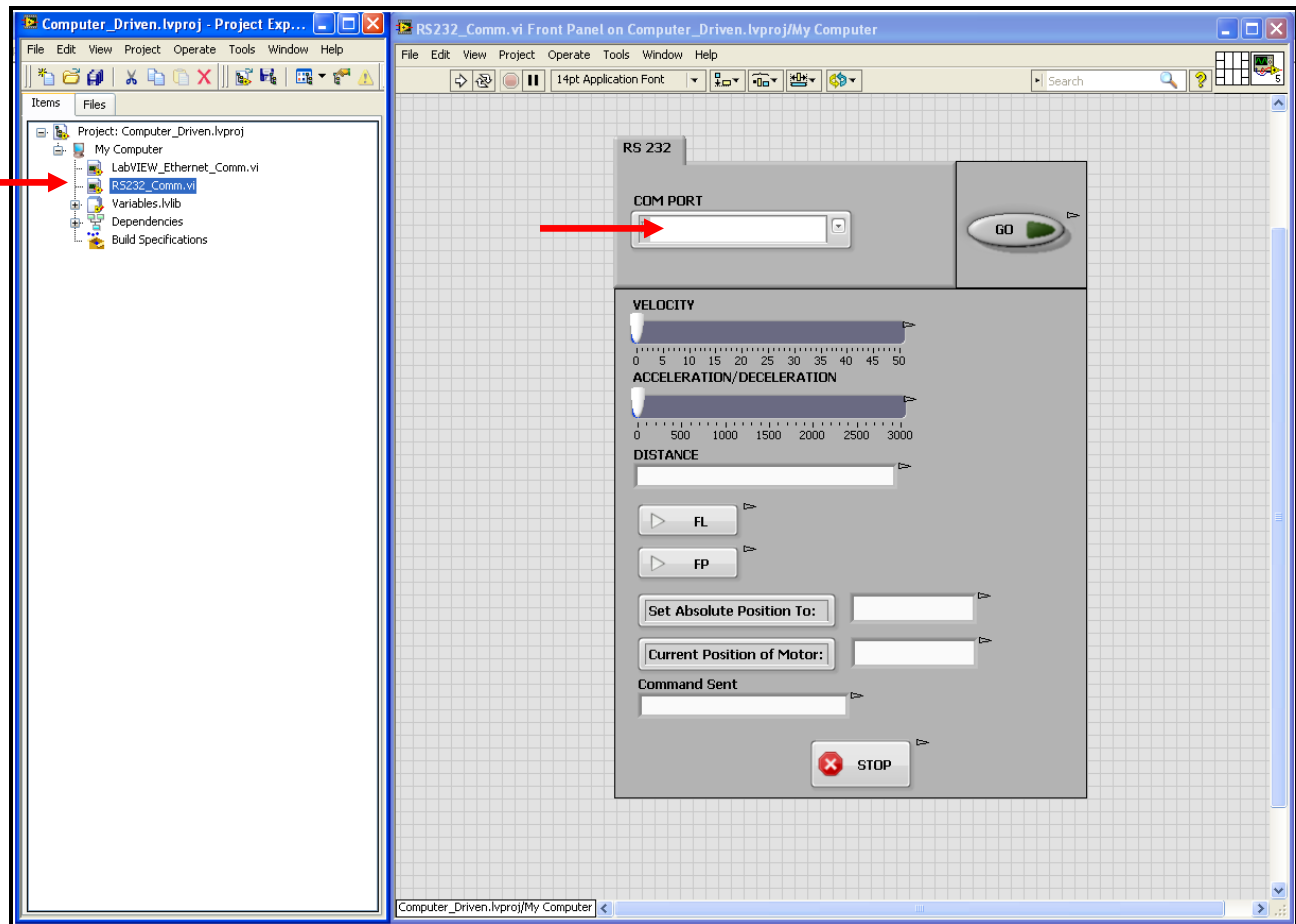 Computer_Driven.lvproj - Project Exp...
File Edit View Project Operate Tools Window Help
Items Files
Project: Computer_Driven.lvproj
My Computer
LabVIEW_Ethernet_Comm.vi
RS232_Comm.vi
Variables.lvlib
Dependencies
Build Specifications
RS232_Comm.vi Front Panel on Computer_Driven.lvproj/My Computer
File Edit View Project Operate Tools Window Help
14pt Application Font
Search
?
5
RS 232
COM PORT
GO
VELOCITY
0 5 10 15 20 25 30 35 40 45 50
ACCELERATION/DECELERATION
0 500 1000 1500 2000 2500 3000
DISTANCE
FL
FP
Set Absolute Position To:
Current Position of Motor:
Command Sent
STOP
Computer_Driven.lvproj/My Computer